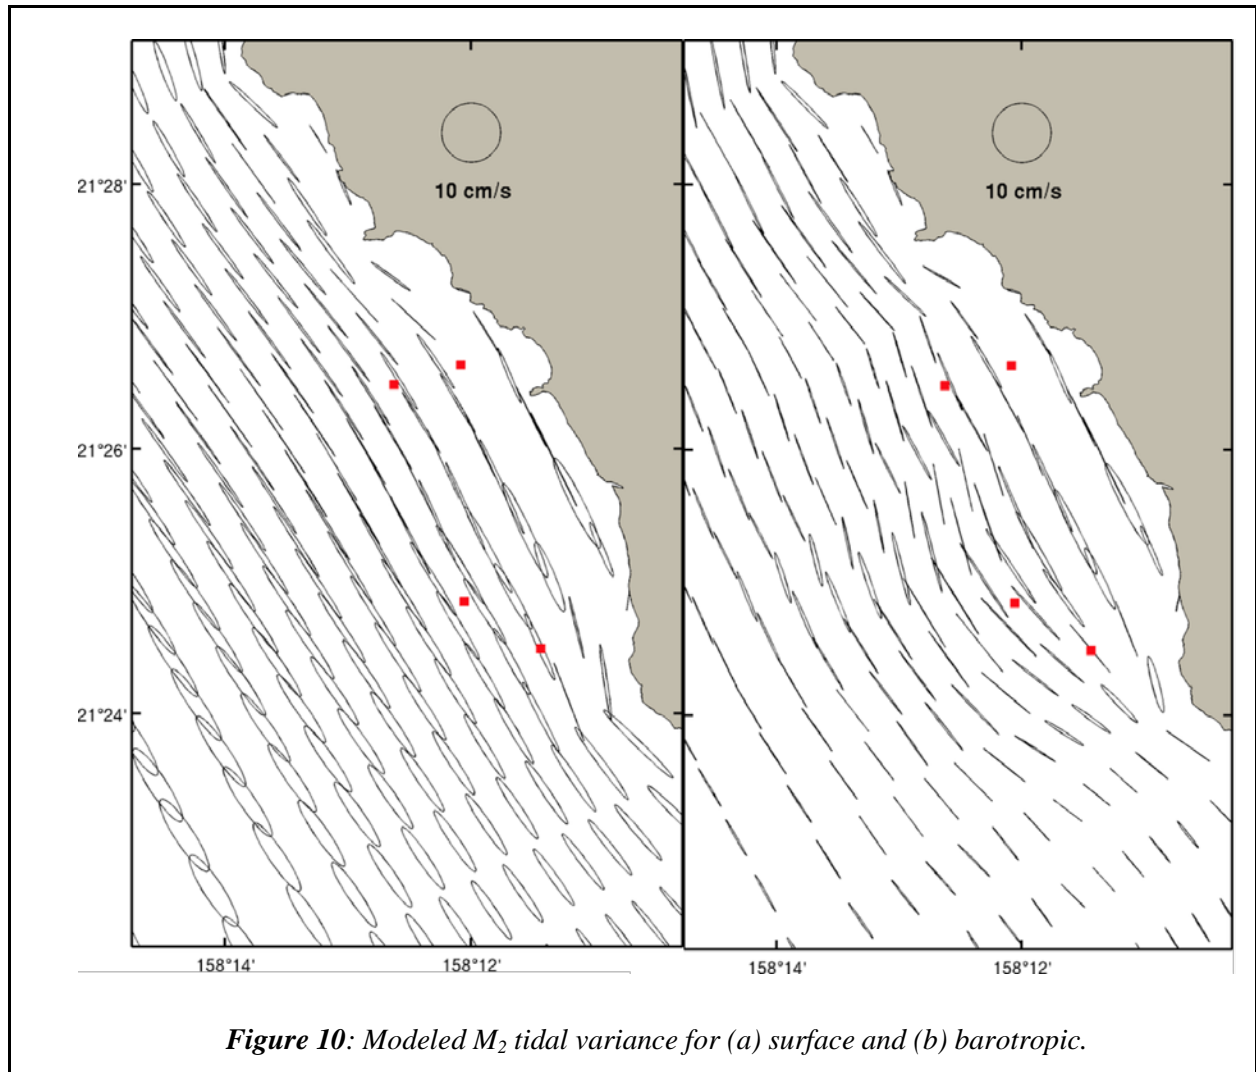 10 cm/s
10 cm/s
21°28'
21°26'
21°24'
158°14'
158°12'
158°14'
158°12'
Figure 10: Modeled M₂ tidal variance for (a) surface and (b) barotropic.